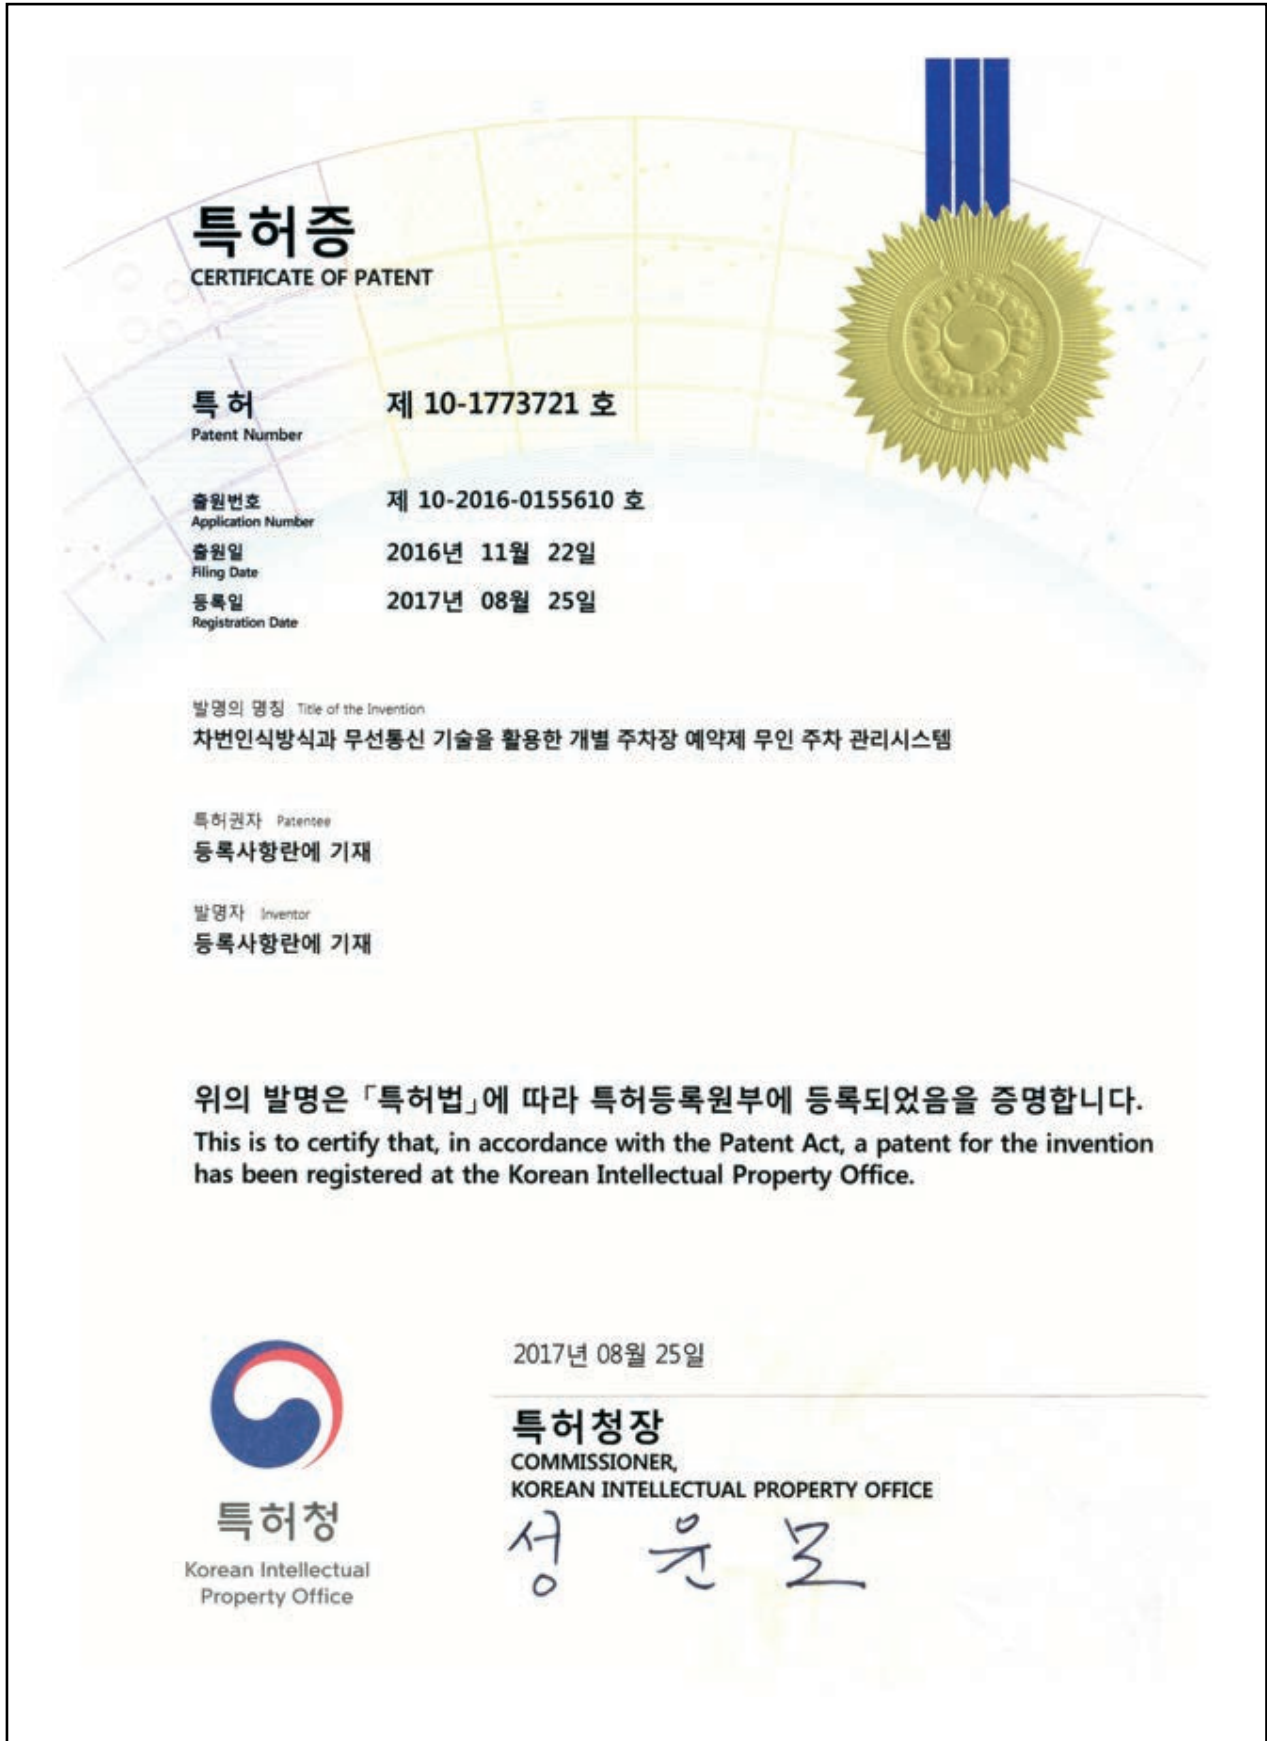 특허증
CERTIFICATE OF PATENT
특 허 제 10-1773721 호
Patent Number
출원번호 제 10-2016-0155610 호
Application Number
출원일 2016년 11월 22일
Filing Date
등록일 2017년 08월 25일
Registration Date
발명의 명칭 Title of the Invention
차번인식방식과 무선통신 기술을 활용한 개별 주차장 예약제 무인 주차 관리시스템
특허권자 Patentee
등록사항란에 기재
발명자 Inventor
등록사항란에 기재
위의 발명은 「특허법」에 따라 특허등록원부에 등록되었음을 증명합니다.
This is to certify that, in accordance with the Patent Act, a patent for the invention
has been registered at the Korean Intellectual Property Office.
2017년 08월 25일
특허청장
COMMISSIONER,
KOREAN INTELLECTUAL PROPERTY OFFICE
성 윤 모
특허청
Korean Intellectual
Property Office
대한민국